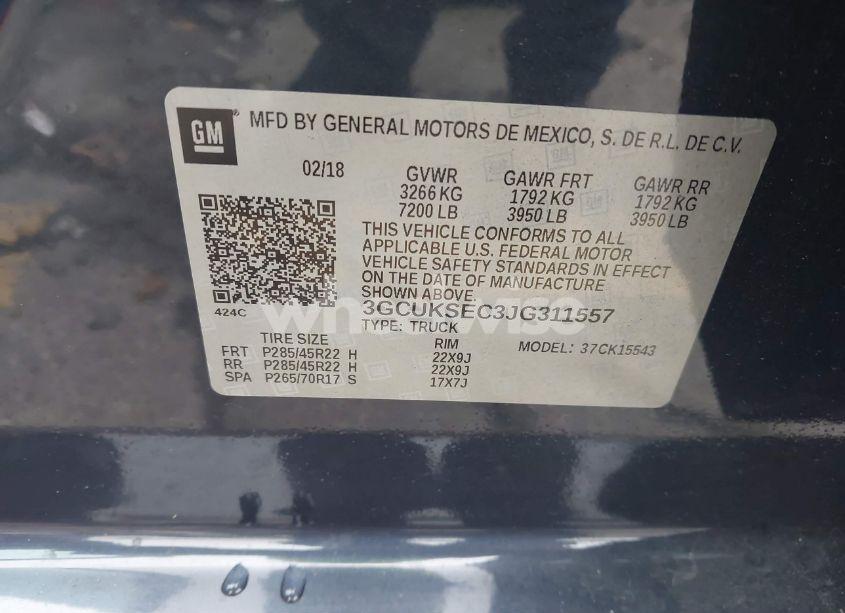 GM
MFD BY GENERAL MOTORS DE MEXICO, S. DE R.L. DE C.V.
02/18 GVWR GAWR FRT GAWR RR
3266 KG 1792 KG 1792 KG
7200 LB 3950 LB 3950 LB
THIS VEHICLE CONFORMS TO ALL
APPLICABLE U.S. FEDERAL MOTOR
VEHICLE SAFETY STANDARDS IN EFFECT
ON THE DATE OF MANUFACTURE
SHOWN ABOVE.
424C 3GCUKSEC3JG311557
TYPE: TRUCK
TIRE SIZE RIM MODEL: 37CK15543
FRT P285/45R22 H 22X9J
RR P285/45R22 H 22X9J
SPA P265/70R17 S 17X7J